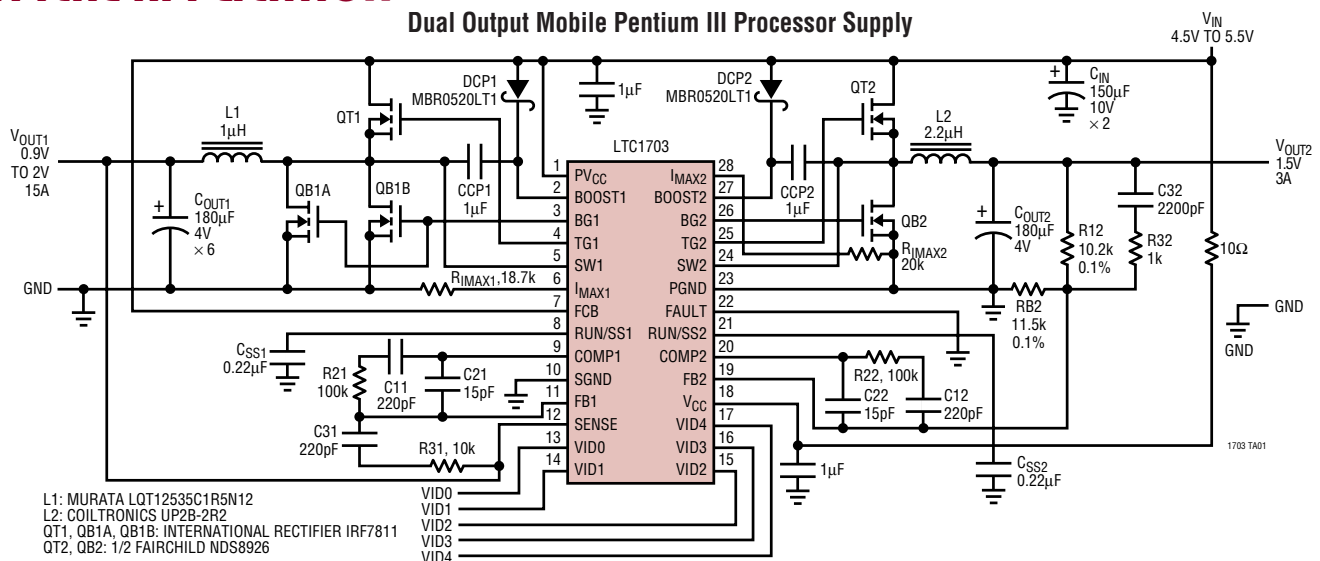 Dual Output Mobile Pentium III Processor Supply
VIN
4.5V TO 5.5V
DCP1
MBR0520LT1
1µF
DCP2
MBR0520LT1
QT2
+
CIN
150µF
10V
× 2
L1
1µH
QT1
L2
2.2µH
VOUT1
0.9V
TO 2V
15A
LTC1703
VOUT2
1.5V
3A
QB1A
QB1B
CCP1
1µF
CCP2
1µF
QB2
+
COUT1
180µF
4V
× 6
+
COUT2
180µF
4V
R12
10.2k
0.1%
C32
2200pF
R32
1k
10Ω
RIMAX2
20k
GND
RIMAX1,18.7k
RB2
11.5k
0.1%
GND
GND
1 PVCC
2 BOOST1
3 BG1
4 TG1
5 SW1
6 IMAX1
7 FCB
8 RUN/SS1
9 COMP1
10 SGND
11 FB1
12 SENSE
13 VID0
14 VID1
IMAX2 28
BOOST2 27
BG2 26
TG2 25
SW2 24
PGND 23
FAULT 22
RUN/SS2 21
COMP2 20
FB2 19
VCC 18
VID4 17
VID3 16
VID2 15
CSS1
0.22µF
R21
100k
C11
220pF
C21
15pF
C31
220pF
R31, 10k
R22, 100k
C22
15pF
C12
220pF
1µF
CSS2
0.22µF
1703 TA01
VID0
VID1
VID2
VID3
VID4
L1: MURATA LQT12535C1R5N12
L2: COILTRONICS UP2B-2R2
QT1, QB1A, QB1B: INTERNATIONAL RECTIFIER IRF7811
QT2, QB2: 1/2 FAIRCHILD NDS8926